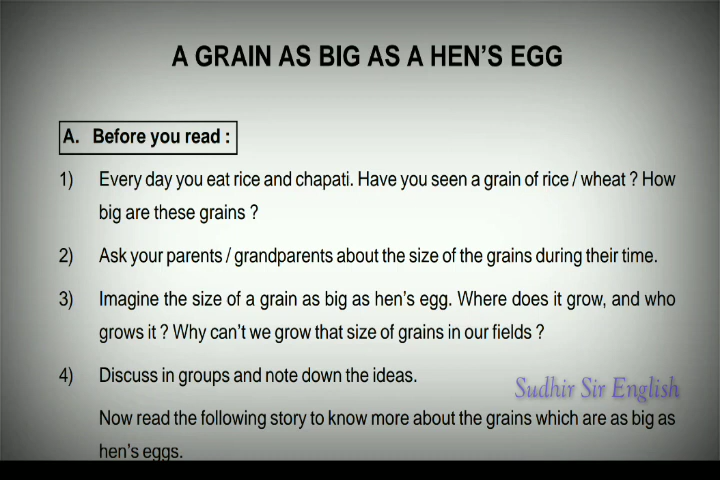 A GRAIN AS BIG AS A HEN'S EGG
A. Before you read :
1) Every day you eat rice and chapati. Have you seen a grain of rice / wheat ? How
big are these grains ?
2) Ask your parents / grandparents about the size of the grains during their time.
3) Imagine the size of a grain as big as hen's egg. Where does it grow, and who
grows it ? Why can't we grow that size of grains in our fields ?
4) Discuss in groups and note down the ideas.
Sudhir Sir English
Now read the following story to know more about the grains which are as big as
hen's eggs.